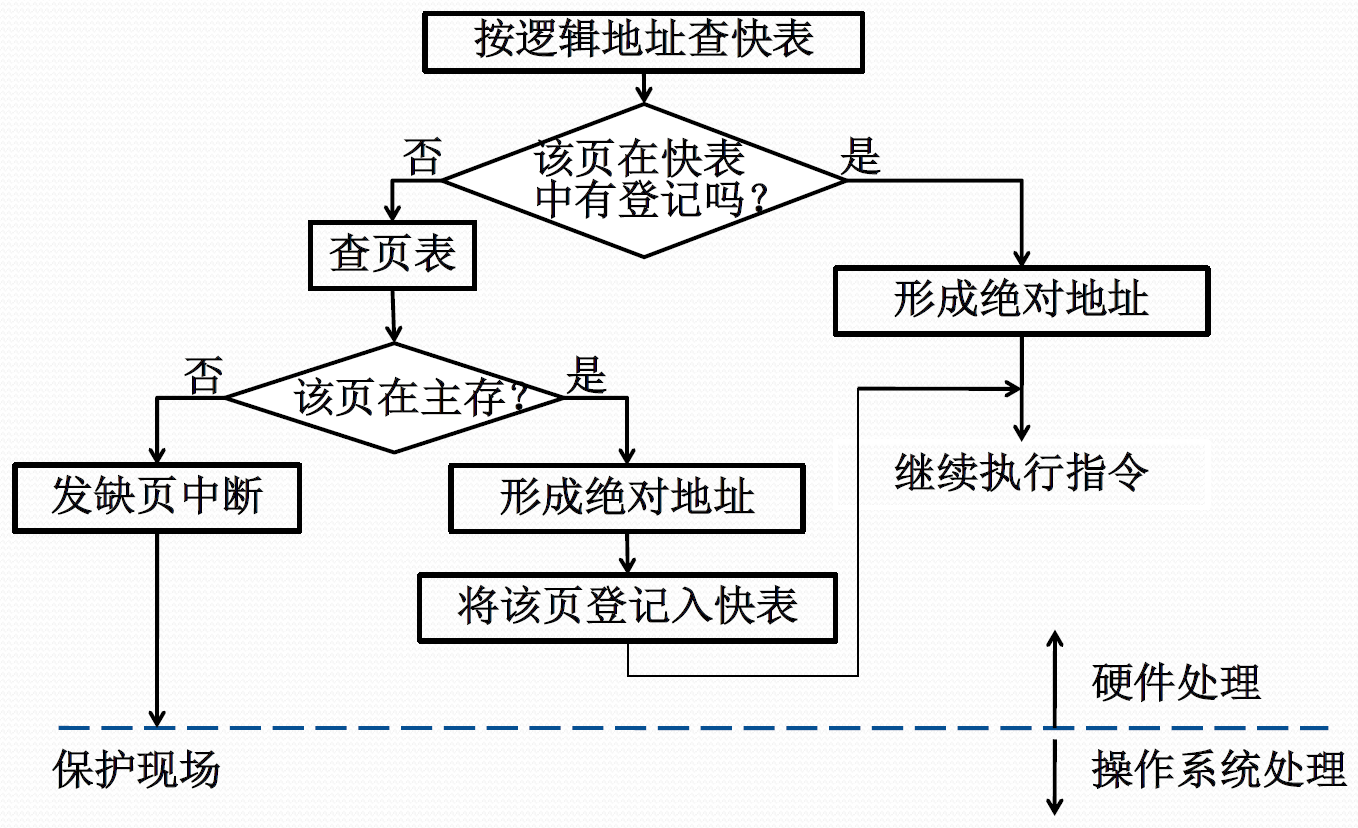 按逻辑地址查快表
否
该页在快表
中有登记吗?
是
查页表
形成绝对地址
否
该页在主存?
是
继续执行指令
发缺页中断
形成绝对地址
将该页登记入快表
硬件处理
保护现场
操作系统处理